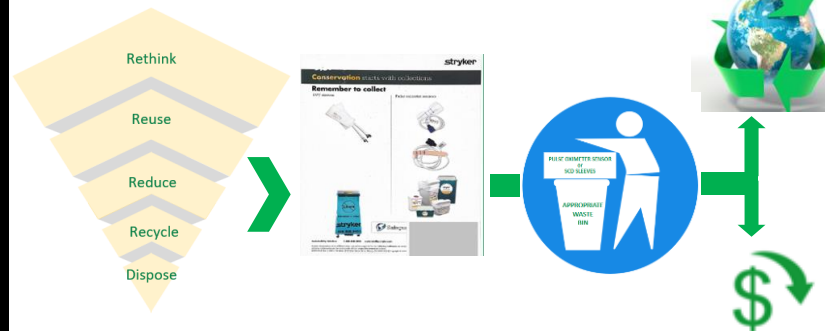 Rethink
Reuse
Reduce
Recycle
Dispose
stryker
Conservation starts with collections
Remember to collect
stryker
PULSE OXIMETER SENSOR
or
SCD SLEEVES
APPROPRIATE
WASTE
BIN
$